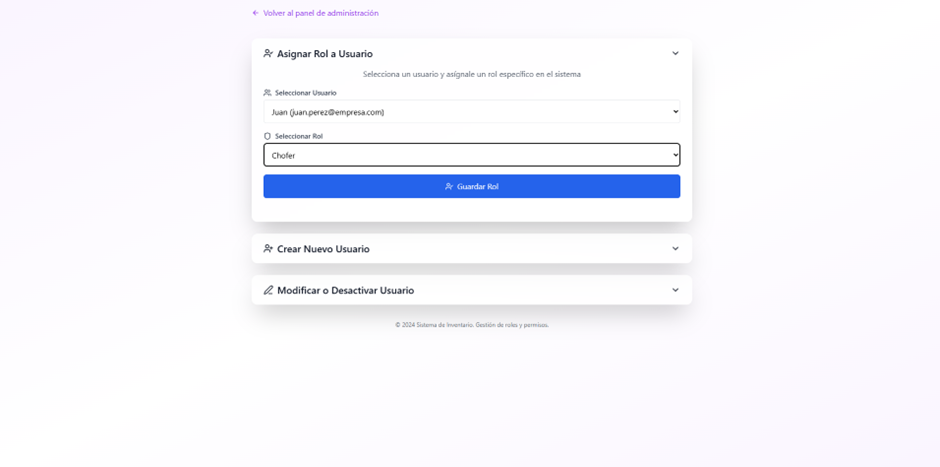 Volver al panel de administración
Asignar Rol a Usuario
Selecciona un usuario y asígnale un rol específico en el sistema
Seleccionar Usuario
Juan (juan.perez@empresa.com)
Seleccionar Rol
Chofer
Guardar Rol
Crear Nuevo Usuario
Modificar o Desactivar Usuario
© 2024 Sistema de Inventario. Gestión de roles y permisos.